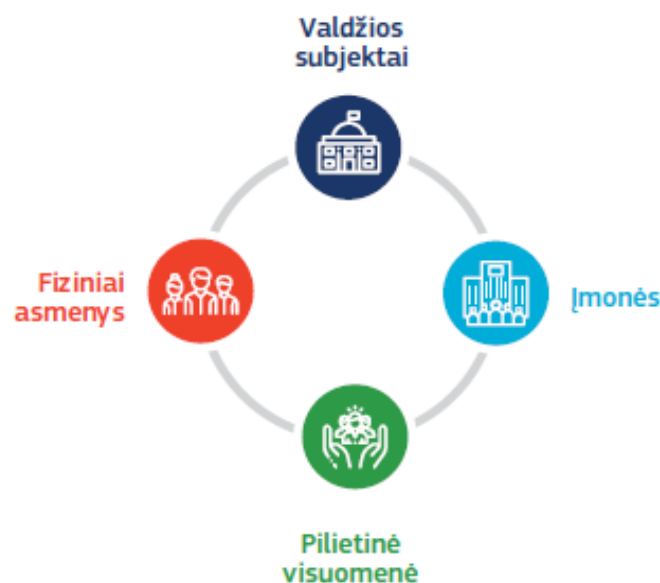 Valdžios
subjektai
Fiziniai
asmenys
Įmonės
Pilietinė
visuomenė